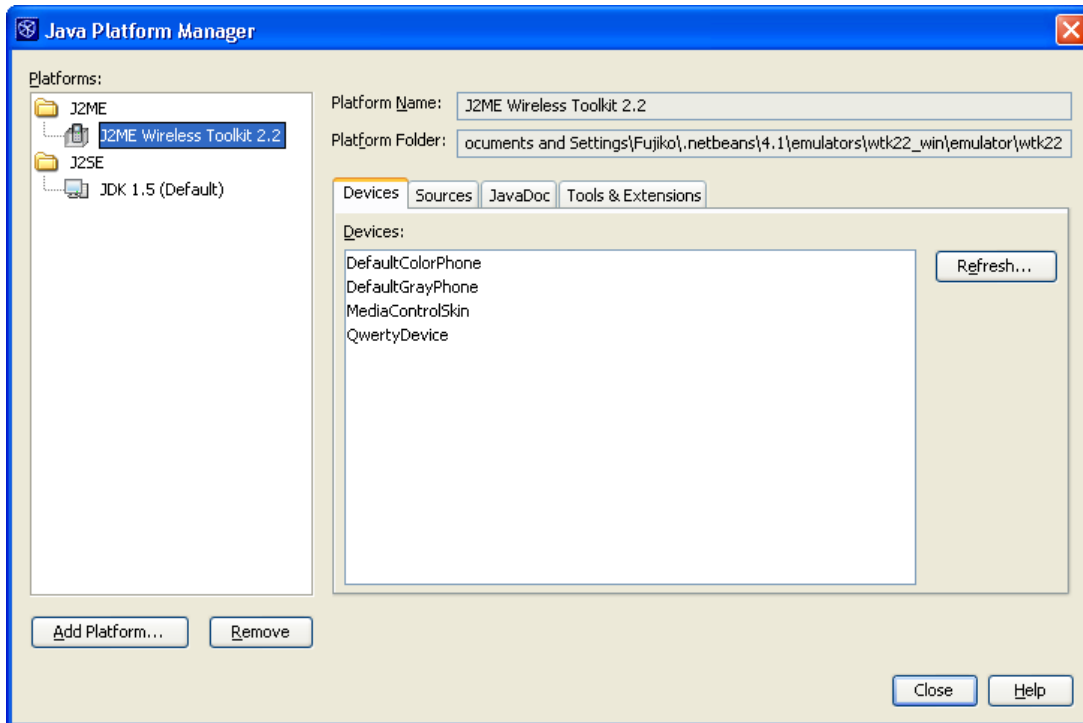 Java Platform Manager
Platforms:
J2ME
J2ME Wireless Toolkit 2.2
J2SE
JDK 1.5 (Default)
Add Platform...
Remove
Platform Name: J2ME Wireless Toolkit 2.2
Platform Folder: ocuments and Settings\Fujiko\.netbeans\4.1\emulators\wtk22_win\emulator\wtk22
Devices Sources JavaDoc Tools & Extensions
Devices:
DefaultColorPhone
DefaultGrayPhone
MediaControlSkin
QwertyDevice
Refresh...
Close Help